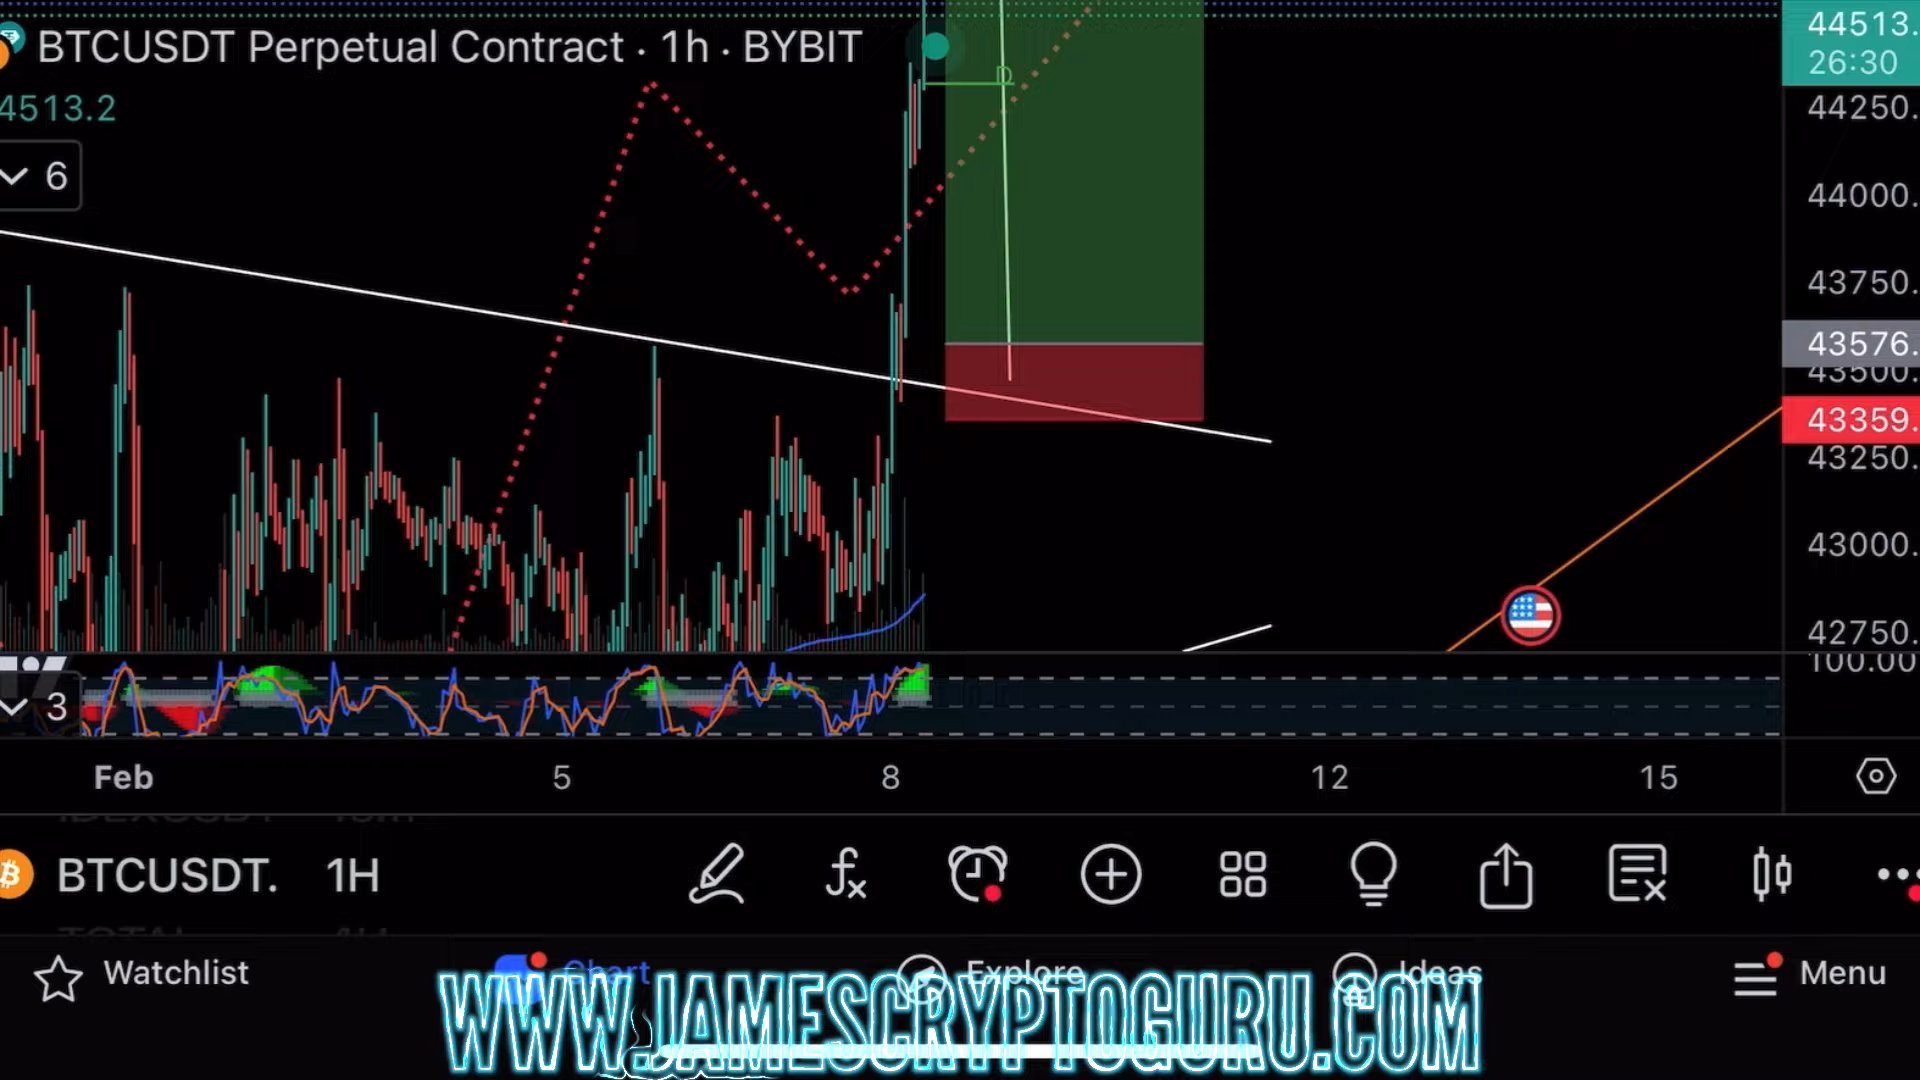 BTCUSDT Perpetual Contract · 1h · BYBIT
4513.2
6
D
44513.
26:30
44250.
44000.
43750.
43576.
43500.
43359.
43250.
43000.
42750.
100.00
3
Feb 5 8 12 15
BTCUSDT. 1H
Watchlist Chart Explore Ideas Menu
WWW.JAMESCRYPTOGURU.COM